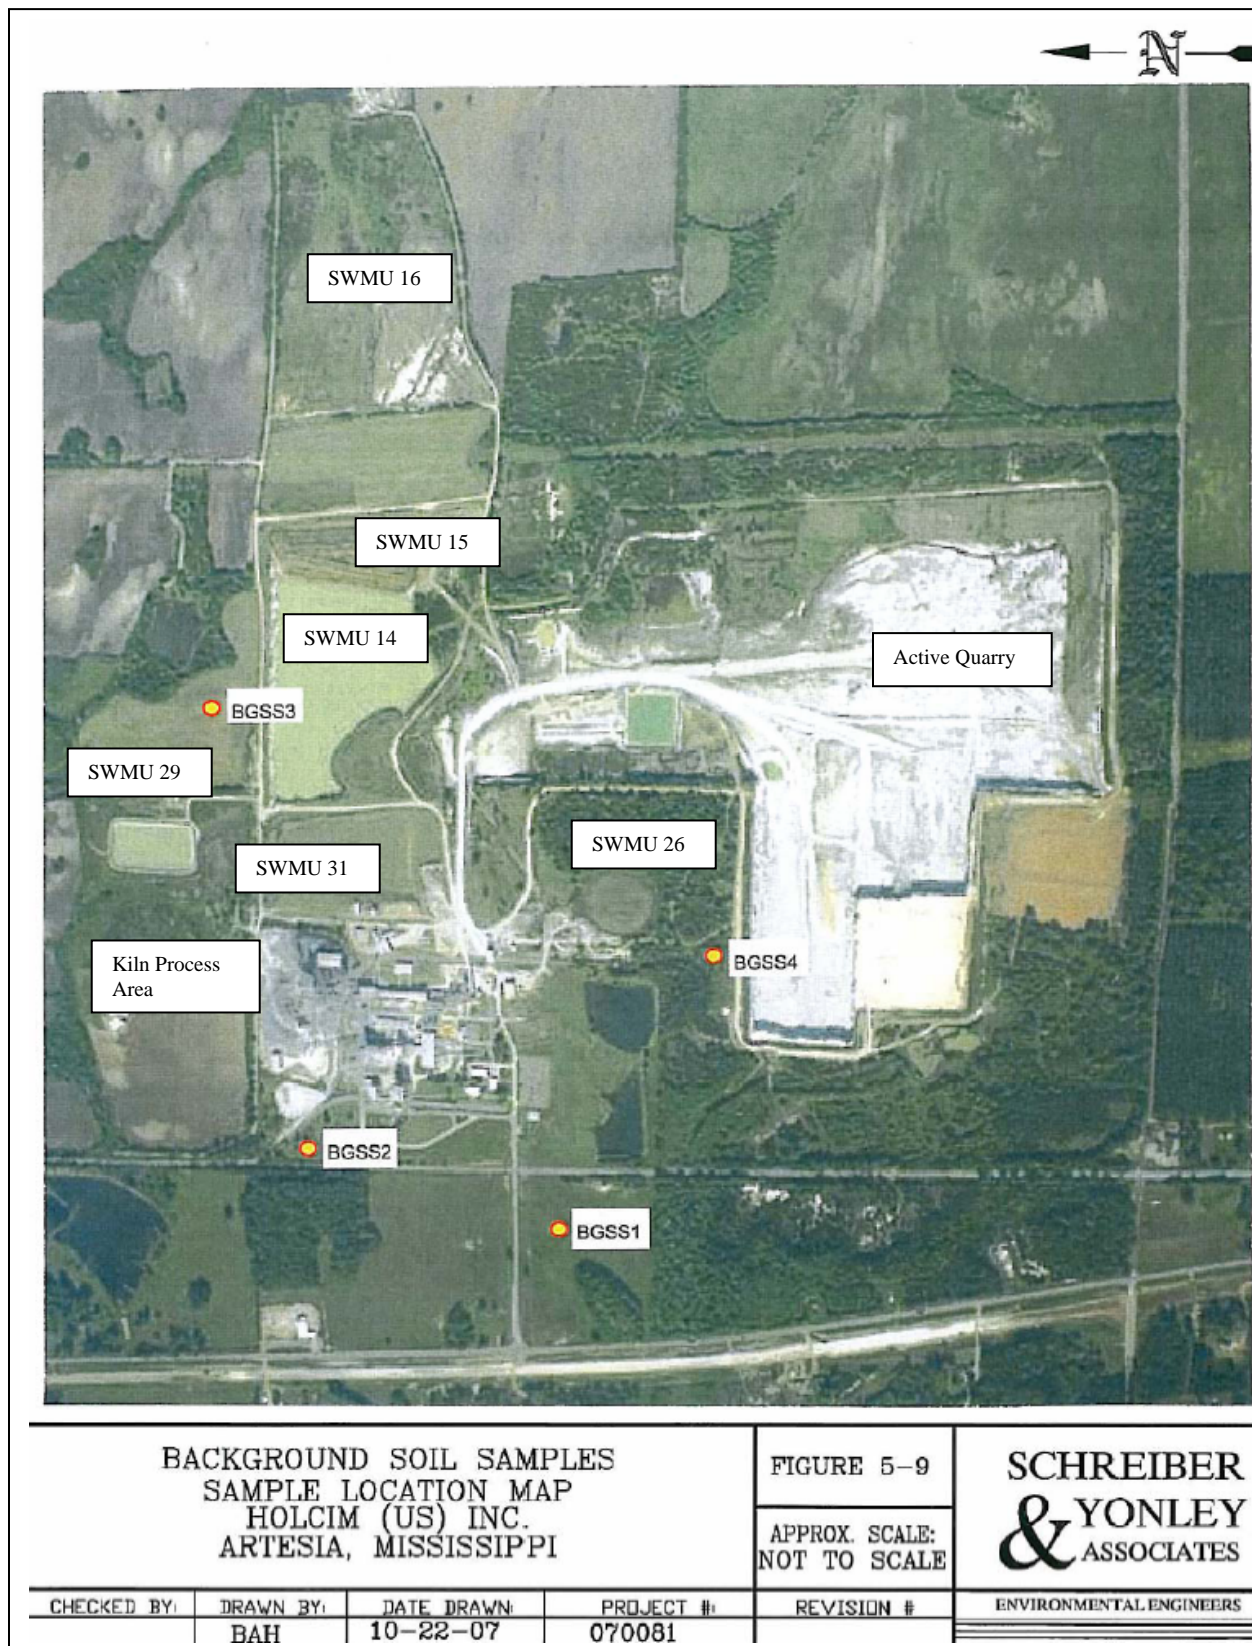 N
SWMU 16
SWMU 15
SWMU 14
Active Quarry
BGSS3
SWMU 29
SWMU 26
SWMU 31
Kiln Process
Area
BGSS4
BGSS2
BGSS1
BACKGROUND SOIL SAMPLES
SAMPLE LOCATION MAP
HOLCIM (US) INC.
ARTESIA, MISSISSIPPI
FIGURE 5-9
APPROX. SCALE:
NOT TO SCALE
SCHREIBER
& YONLEY
ASSOCIATES
ENVIRONMENTAL ENGINEERS
CHECKED BY:
DRAWN BY:
BAH
DATE DRAWN:
10-22-07
PROJECT #:
070081
REVISION #